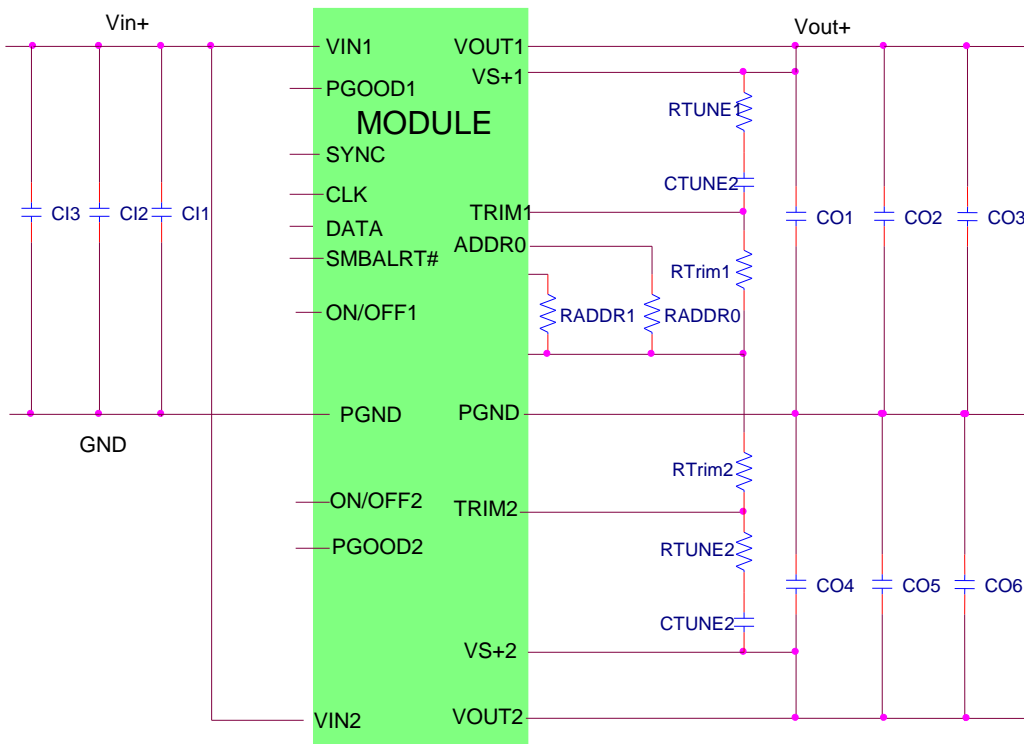 Vin+
Vout+
VIN1
VOUT1
VS+1
PGOOD1
RTUNE1
MODULE
SYNC
CTUNE2
CLK
TRIM1
CI3
CI2
CI1
CO1
CO2
CO3
DATA
ADDR0
SMBALRT#
RTrim1
ON/OFF1
RADDR1
RADDR0
PGND
PGND
GND
RTrim2
ON/OFF2
TRIM2
PGOOD2
RTUNE2
CO4
CO5
CO6
CTUNE2
VS+2
VIN2
VOUT2